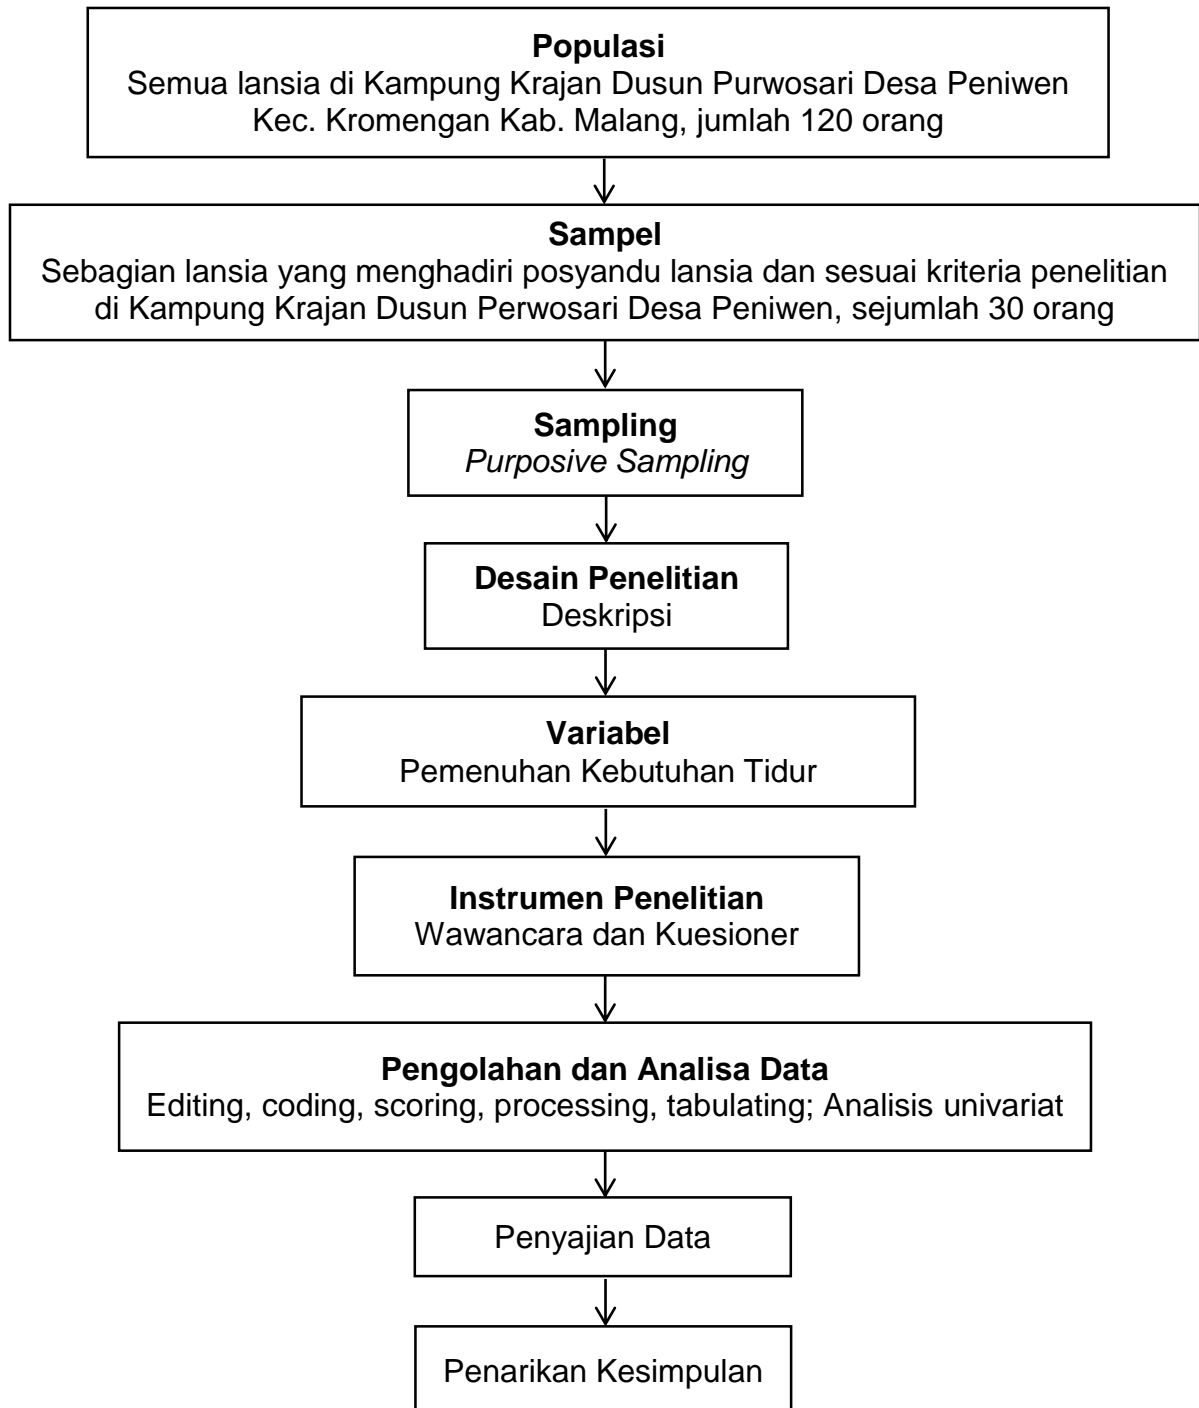 Populasi
Semua lansia di Kampung Krajan Dusun Purwosari Desa Peniwen
Kec. Kromengan Kab. Malang, jumlah 120 orang
Sampel
Sebagian lansia yang menghadiri posyandu lansia dan sesuai kriteria penelitian
di Kampung Krajan Dusun Perwosari Desa Peniwen, sejumlah 30 orang
Sampling
Purposive Sampling
Desain Penelitian
Deskripsi
Variabel
Pemenuhan Kebutuhan Tidur
Instrumen Penelitian
Wawancara dan Kuesioner
Pengolahan dan Analisa Data
Editing, coding, scoring, processing, tabulating; Analisis univariat
Penyajian Data
Penarikan Kesimpulan